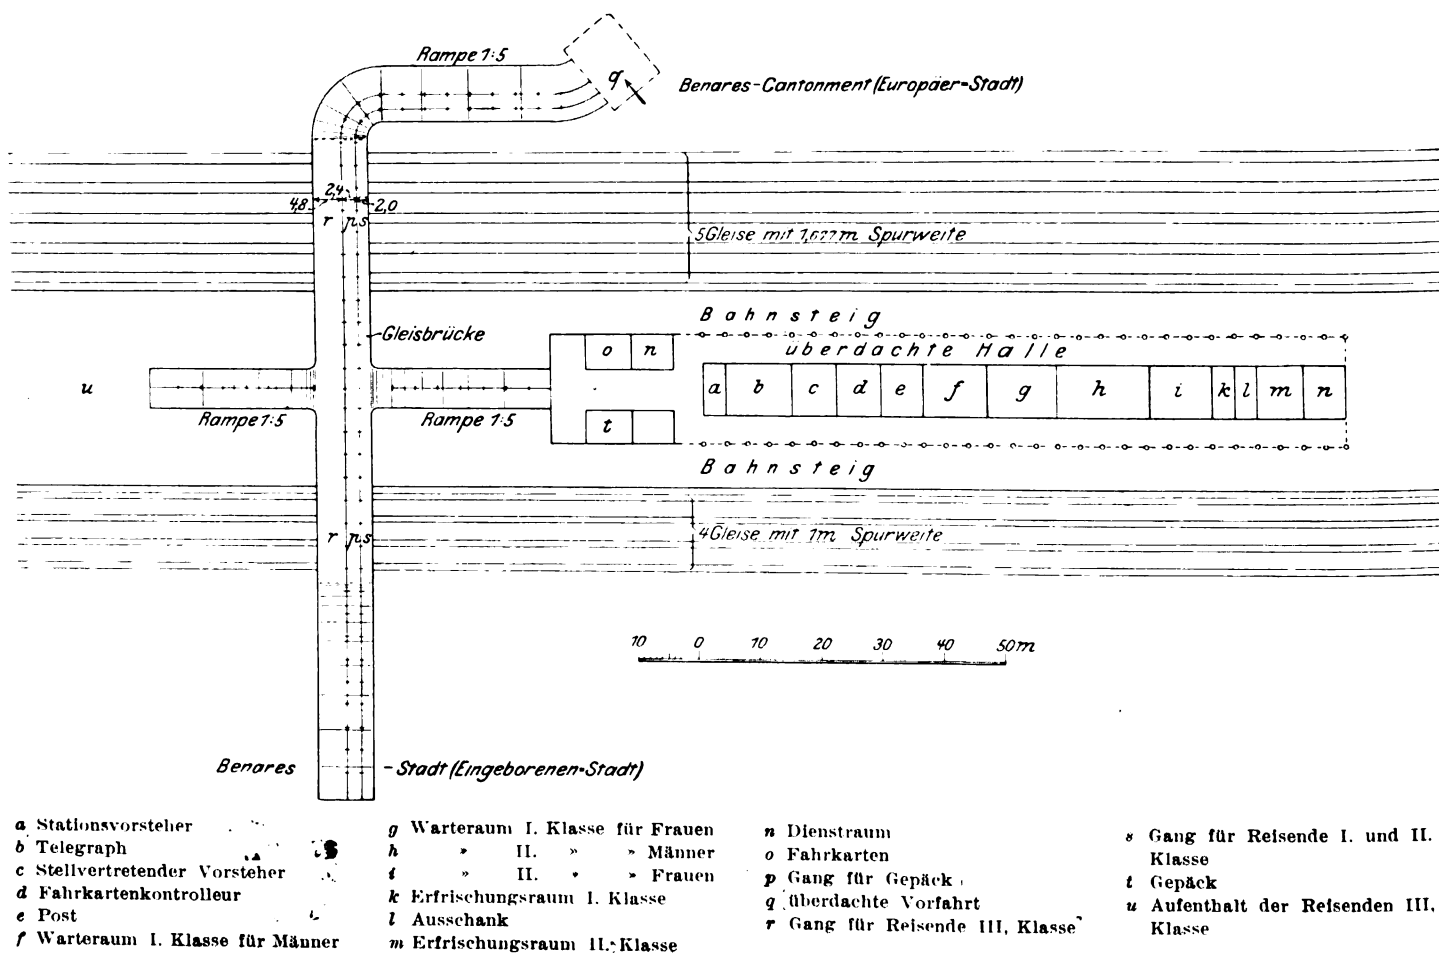 Rampe 1:5
q
Benares-Cantonment (Europäer-Stadt)
2,4
4,8
2,0
r p s
5 Gleise mit 1,677m Spurweite
Bahnsteig
Gleisbrücke
überdachte Halle
o n
u
a b c d e f g h i k l m n
Rampe 1:5
Rampe 1:5
t
Bahnsteig
r p s
4 Gleise mit 1m Spurweite
10 0 10 20 30 40 50m
Benares - Stadt (Eingeborenen-Stadt)
a Stationsvorsteher
b Telegraph
c Stellvertretender Vorsteher
d Fahrkartenkontrolleur
e Post
f Warteraum I. Klasse für Männer
g Warteraum I. Klasse für Frauen
h » II. » » Männer
i » II. » » Frauen
k Erfrischungsraum I. Klasse
l Ausschank
m Erfrischungsraum II. Klasse
n Dienstraum
o Fahrkarten
p Gang für Gepäck
q überdachte Vorfahrt
r Gang für Reisende III. Klasse
s Gang für Reisende I. und II.
Klasse
t Gepäck
u Aufenthalt der Reisenden III.
Klasse